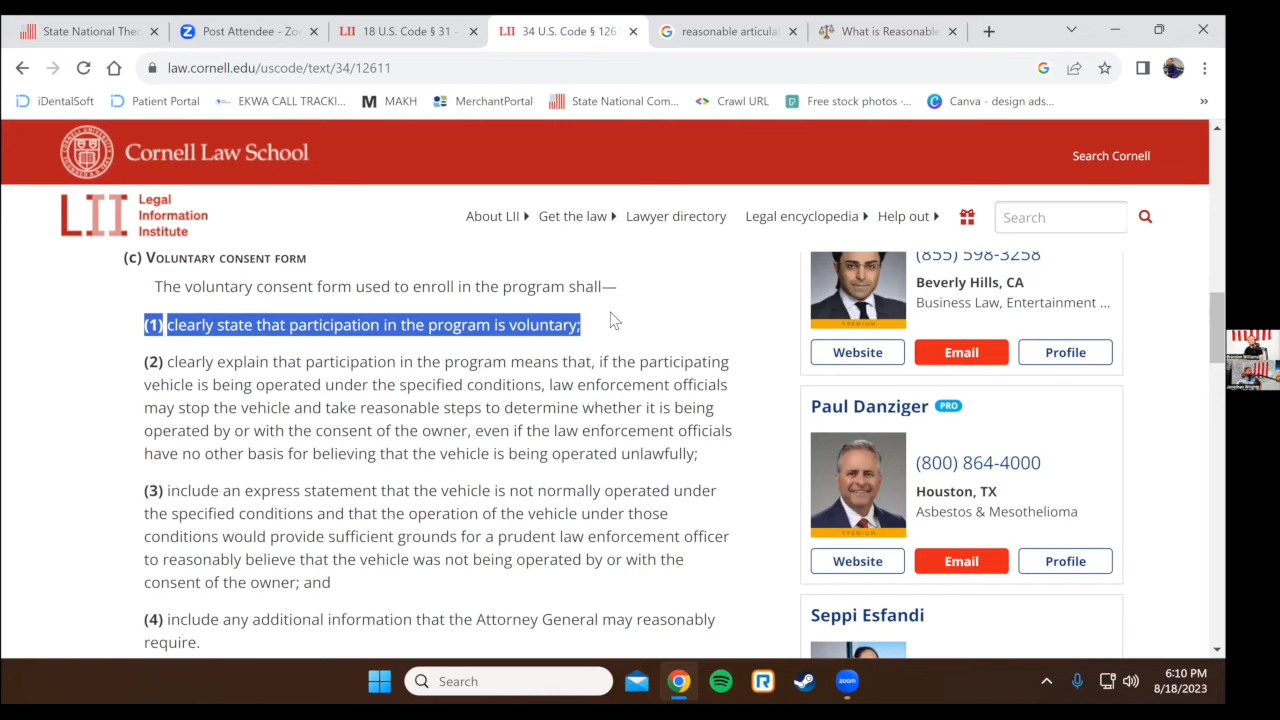 State National Theo
Post Attendee - Zo
LII 18 U.S. Code § 31 -
LII 34 U.S. Code § 126
reasonable articula
What is Reasonable
law.cornell.edu/uscode/text/34/12611
iDentalSoft
Patient Portal
EKWA CALL TRACKI...
M MAKH
MerchantPortal
State National Com...
Crawl URL
Free stock photos ·...
Canva - design ads...
»
Cornell Law School
Search Cornell
LII Legal
Information
Institute
About LII
Get the law
Lawyer directory
Legal encyclopedia
Help out
Search
(c) VOLUNTARY CONSENT FORM
The voluntary consent form used to enroll in the program shall—
(1) clearly state that participation in the program is voluntary;
(2) clearly explain that participation in the program means that, if the participating
vehicle is being operated under the specified conditions, law enforcement officials
may stop the vehicle and take reasonable steps to determine whether it is being
operated by or with the consent of the owner, even if the law enforcement officials
have no other basis for believing that the vehicle is being operated unlawfully;
(3) include an express statement that the vehicle is not normally operated under
the specified conditions and that the operation of the vehicle under those
conditions would provide sufficient grounds for a prudent law enforcement officer
to reasonably believe that the vehicle was not being operated by or with the
consent of the owner; and
(4) include any additional information that the Attorney General may reasonably
require.
(855) 598-3258
Beverly Hills, CA
Business Law, Entertainment ...
PREMIUM
Website
Email
Profile
Paul Danziger PRO
(800) 864-4000
Houston, TX
Asbestos & Mesothelioma
PREMIUM
Website
Email
Profile
Seppi Esfandi
Search
zoom
6:10 PM
8/18/2023